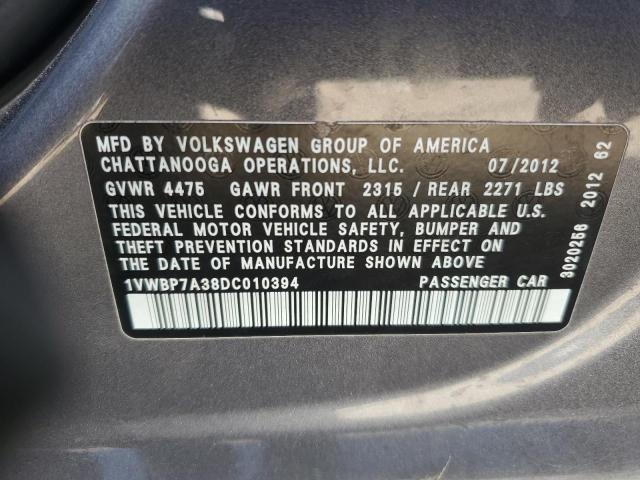 MFD BY VOLKSWAGEN GROUP OF AMERICA
CHATTANOOGA OPERATIONS, LLC. 07/2012
GVWR 4475 GAWR FRONT 2315 / REAR 2271 LBS
THIS VEHICLE CONFORMS TO ALL APPLICABLE U.S.
FEDERAL MOTOR VEHICLE SAFETY, BUMPER AND
THEFT PREVENTION STANDARDS IN EFFECT ON
THE DATE OF MANUFACTURE SHOWN ABOVE
1VWBP7A38DC010394 PASSENGER CAR
3020256 2012 62